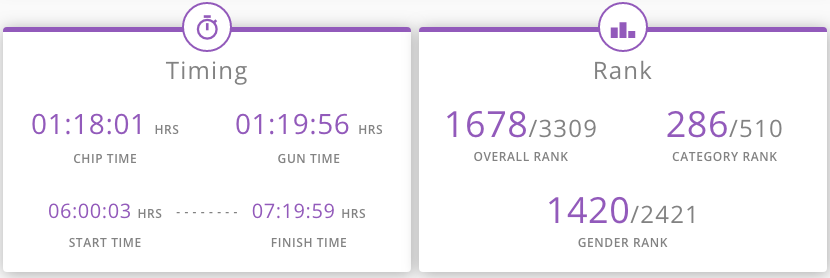 Timing
01:18:01 HRS
CHIP TIME
01:19:56 HRS
GUN TIME
06:00:03 HRS -------- 07:19:59 HRS
START TIME
FINISH TIME
Rank
1678/3309
OVERALL RANK
286/510
CATEGORY RANK
1420/2421
GENDER RANK